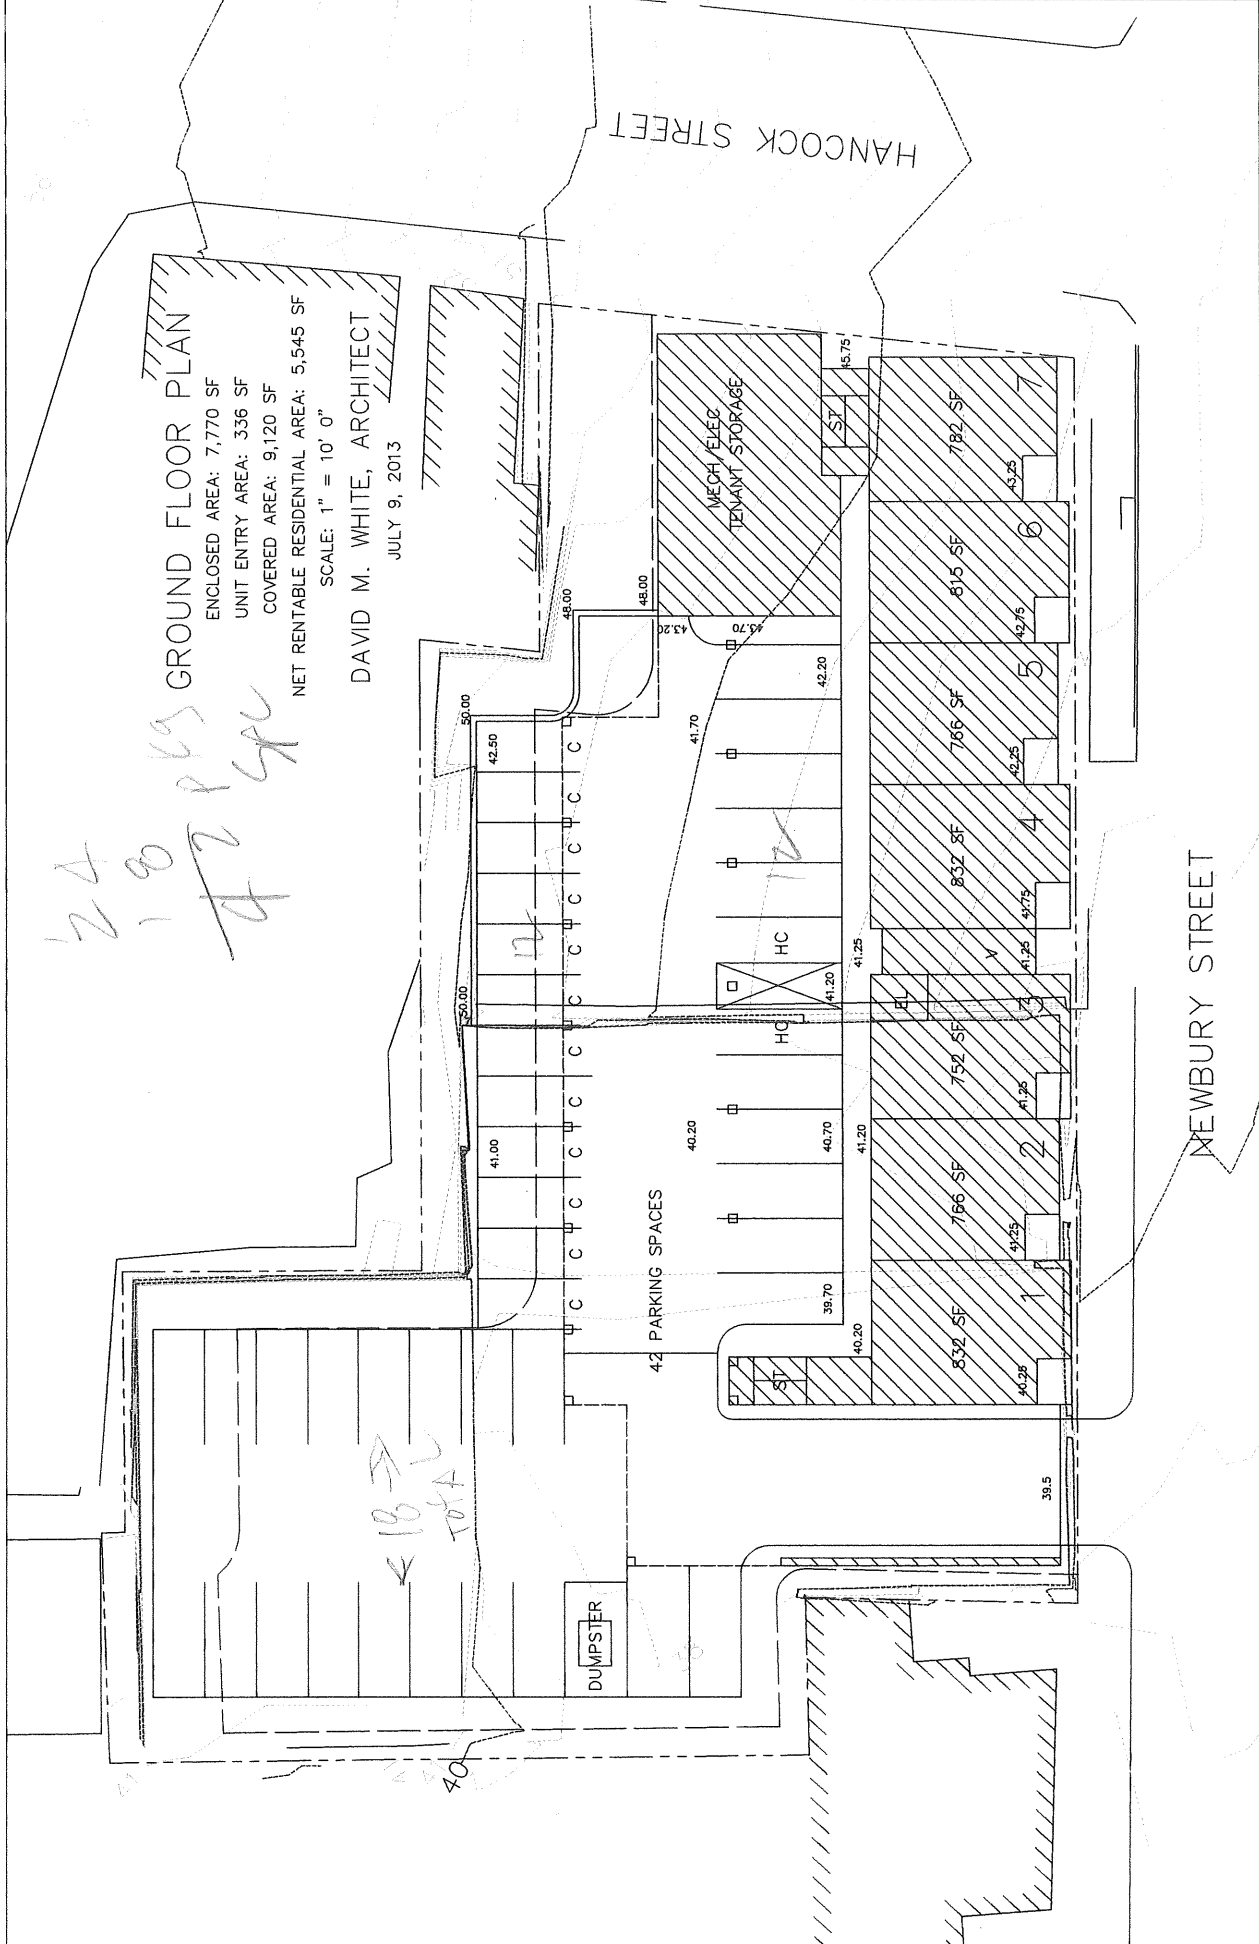 GROUND FLOOR PLAN
ENCLOSED AREA: 7,770 SF
UNIT ENTRY AREA: 336 SF
COVERED AREA: 9,120 SF
NET RENTABLE RESIDENTIAL AREA: 5,545 SF
SCALE: 1" = 10' 0"
DAVID M. WHITE, ARCHITECT
JULY 9, 2013
24
18
42 pkg
HANCOCK STREET
NEWBURY STREET
40
DUMPSTER
← 18 →
TOTAL
42 PARKING SPACES
12
12
C
C
C
C
C
C
C
C
C
C
C
C
50.00
50.00
48.00
48.00
42.50
41.00
43.20
43.70
42.20
41.70
41.25
41.20
40.20
40.70
41.20
39.70
40.20
39.5
45.75
HC
HC
MECH/ELEC
TENANT STORAGE
ST
ST
EL
V
41.25
832 SF
1
40.25
766 SF
2
41.25
752 SF
3
41.25
832 SF
4
41.75
766 SF
5
42.25
815 SF
6
42.75
782 SF
7
43.25